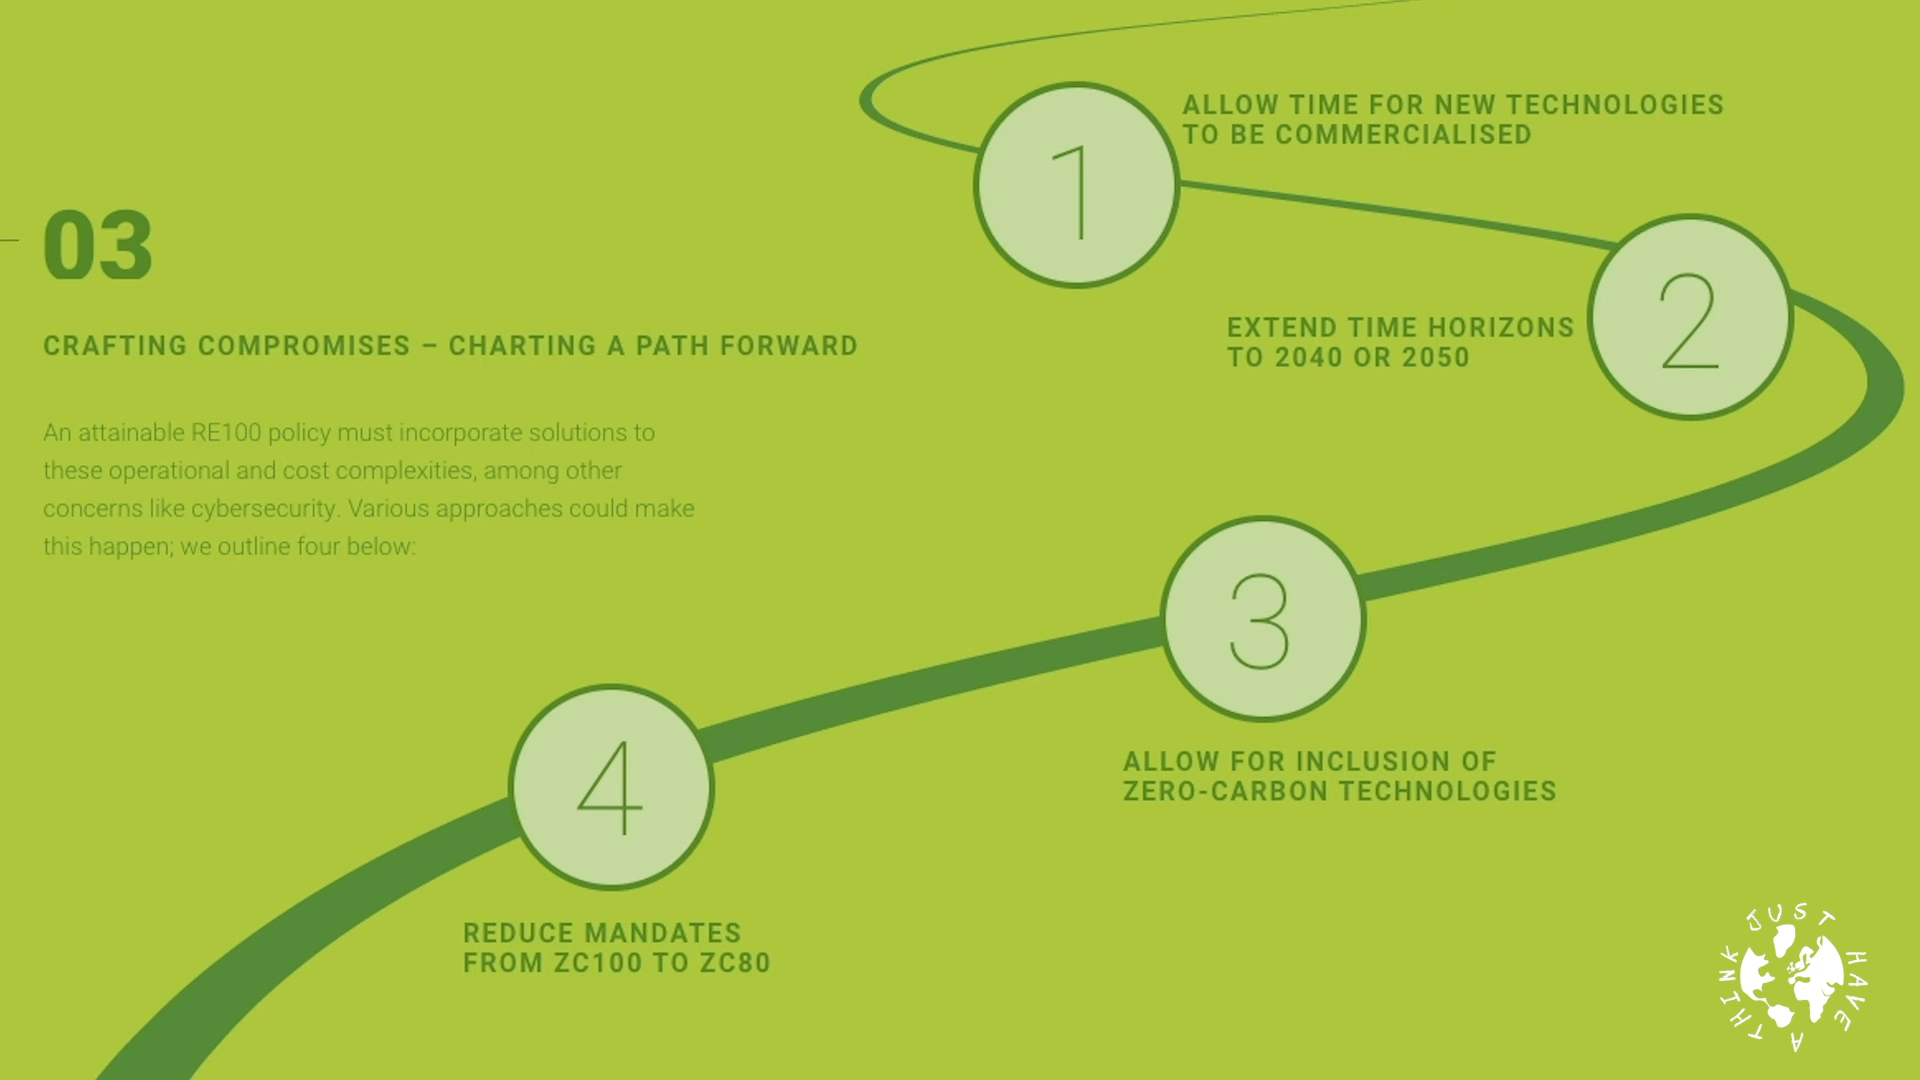 03
CRAFTING COMPROMISES – CHARTING A PATH FORWARD
An attainable RE100 policy must incorporate solutions to
these operational and cost complexities, among other
concerns like cybersecurity. Various approaches could make
this happen; we outline four below:
1
ALLOW TIME FOR NEW TECHNOLOGIES
TO BE COMMERCIALISED
2
EXTEND TIME HORIZONS
TO 2040 OR 2050
3
ALLOW FOR INCLUSION OF
ZERO-CARBON TECHNOLOGIES
4
REDUCE MANDATES
FROM ZC100 TO ZC80
JUST HAVE A THINK